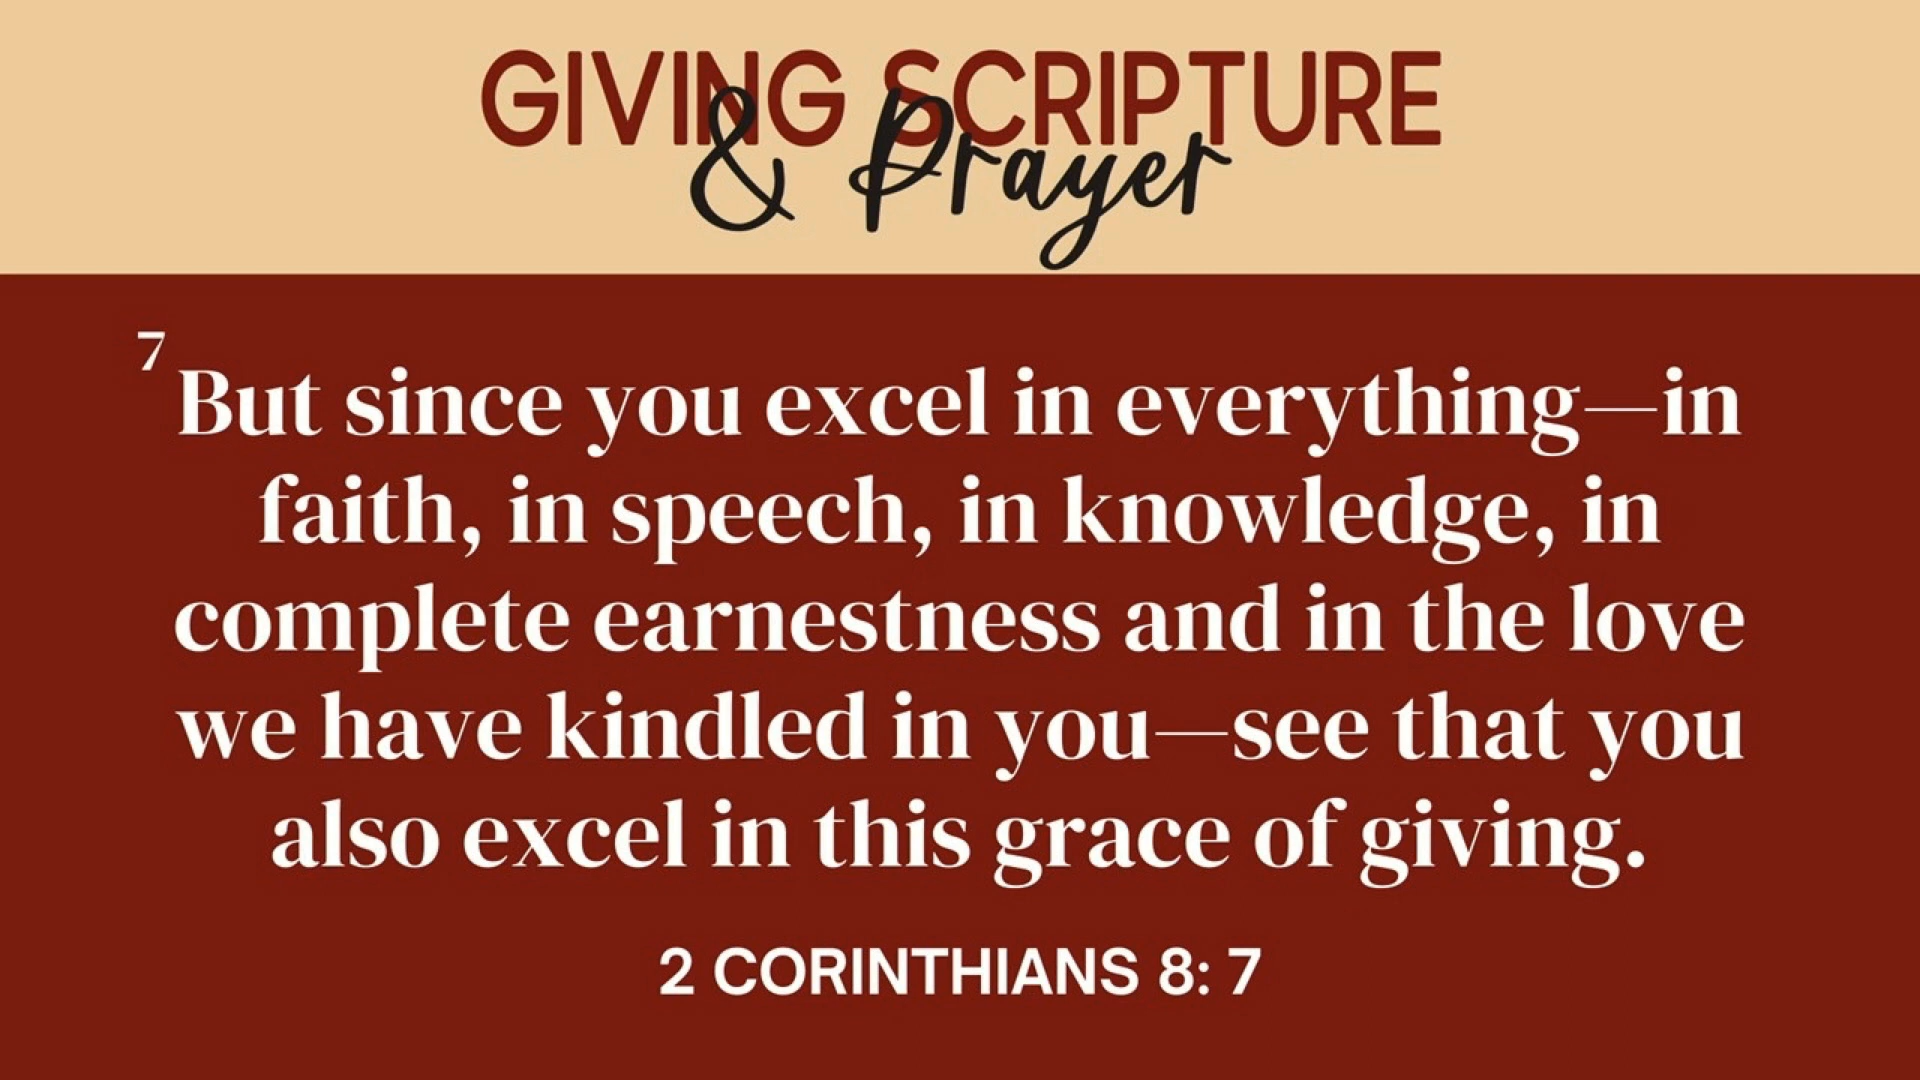 GIVING SCRIPTURE
& Prayer
7 But since you excel in everything—in
faith, in speech, in knowledge, in
complete earnestness and in the love
we have kindled in you—see that you
also excel in this grace of giving.
2 CORINTHIANS 8: 7